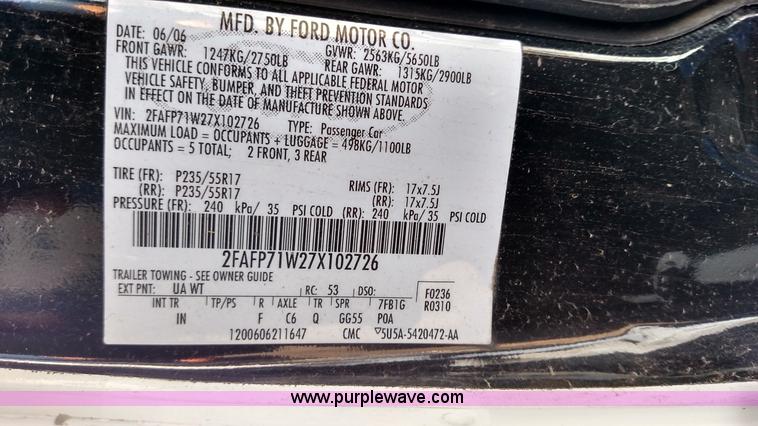 MFD. BY FORD MOTOR CO.
DATE: 06/06 GVWR: 2563KG/5650LB
FRONT GAWR: 1247KG/2750LB REAR GAWR: 1315KG/2900LB
THIS VEHICLE CONFORMS TO ALL APPLICABLE FEDERAL MOTOR
VEHICLE SAFETY, BUMPER, AND THEFT PREVENTION STANDARDS
IN EFFECT ON THE DATE OF MANUFACTURE SHOWN ABOVE.
VIN: 2FAFP71W27X102726 TYPE: Passenger Car
MAXIMUM LOAD = OCCUPANTS + LUGGAGE = 498KG/1100LB
OCCUPANTS = 5 TOTAL; 2 FRONT, 3 REAR
TIRE (FR): P235/55R17 RIMS (FR): 17x7.5J
(RR): P235/55R17 (RR): 17x7.5J
PRESSURE (FR): 240 kPa/ 35 PSI COLD (RR): 240 kPa/ 35 PSI COLD
2FAFP71W27X102726
TRAILER TOWING - SEE OWNER GUIDE
EXT PNT: UA WT RC: 53 DSO: F0236
INT TR TP/PS R AXLE TR SPR 7FB1G R0310
IN F C6 Q GG55 POA
1200606211647 CMC ▽5U5A-5420472-AA
www.purplewave.com